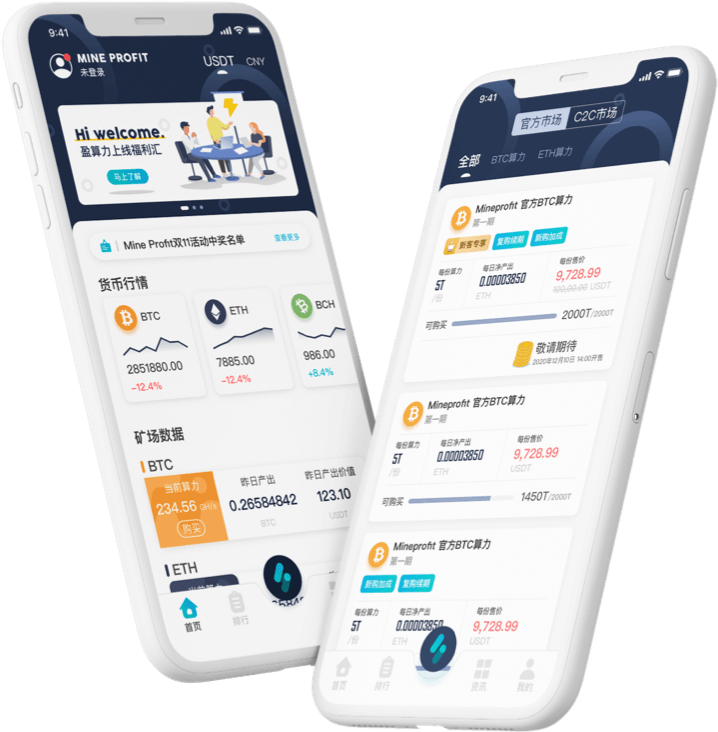 9:41
MINE PROFIT
未登录
USDT CNY
Hi welcome.
盈算力上线福利汇
马上了解
Mine Profit双11活动中奖名单 查看更多
货币行情
BTC
2851880.00
-12.4%
ETH
7885.00
-12.4%
BCH
986.00
+8.4%
矿场数据
BTC
当前算力
234.56 GH/s
购买
昨日产出
0.26584842
BTC
昨日产出价值
123.10
USDT
ETH
首页
排行
9:41
官方市场 C2C市场
全部 BTC算力 ETH算力
Mineprofit 官方BTC算力
第一期
新客专享 复购续期 新购加成
每份算力 每日净产出 每份售价
5T 0.00003850 9,728.99
/份 ETH 100,00.00 USDT
可购买 2000T/2000T
敬请期待
2020年12月10日 14:00开售
Mineprofit 官方BTC算力
第一期
每份算力 每日净产出 每份售价
5T 0.00003850 9,728.99
/份 ETH USDT
可购买 1450T/2000T
Mineprofit 官方BTC算力
第一期
新购加成 复购续期
每份算力 每日净产出 每份售价
5T 0.00003850 9,728.99
/份 ETH USDT
首页 排行 资讯 我的